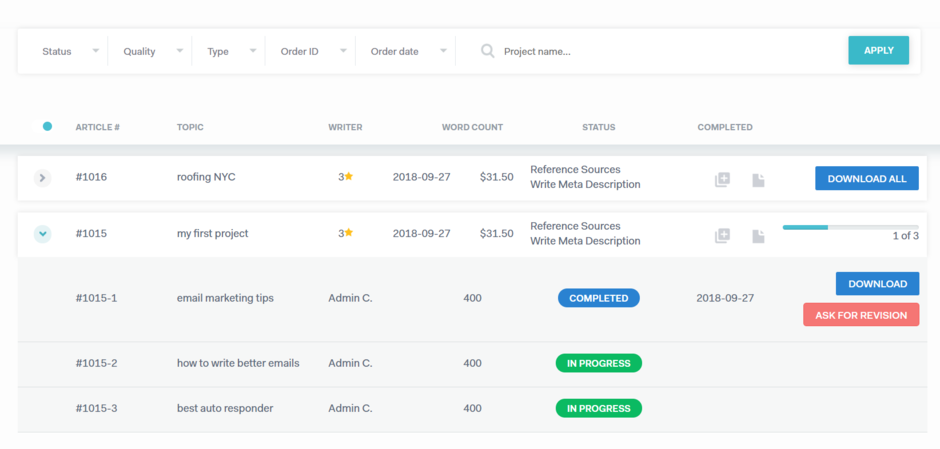 Status Quality Type Order ID Order date Project name... APPLY
ARTICLE # TOPIC WRITER WORD COUNT STATUS COMPLETED
#1016 roofing NYC 3 2018-09-27 $31.50 Reference Sources
Write Meta Description
DOWNLOAD ALL
#1015 my first project 3 2018-09-27 $31.50 Reference Sources
Write Meta Description
1 of 3
#1015-1 email marketing tips Admin C. 400 COMPLETED 2018-09-27 DOWNLOAD
ASK FOR REVISION
#1015-2 how to write better emails Admin C. 400 IN PROGRESS
#1015-3 best auto responder Admin C. 400 IN PROGRESS